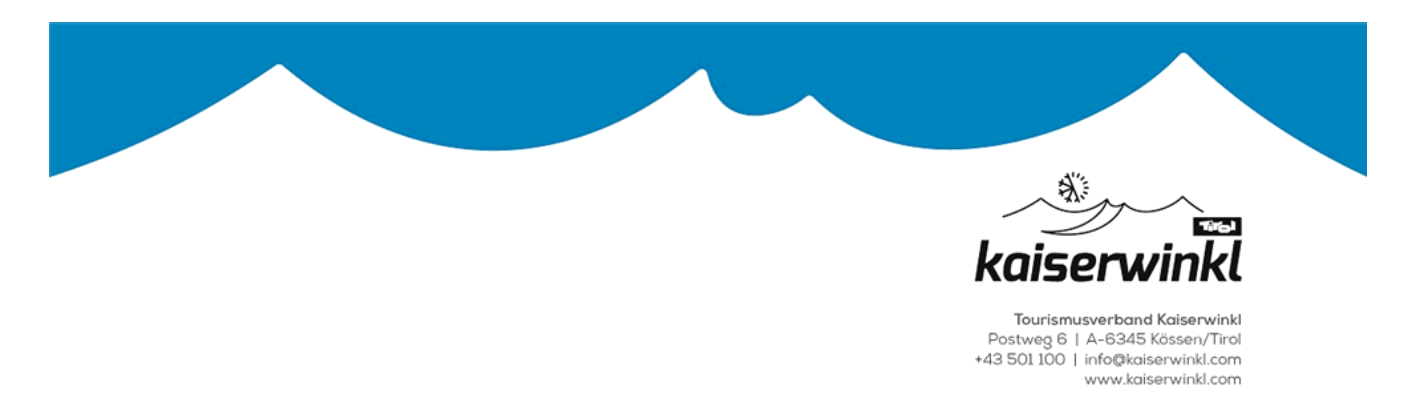 Tirol
kaiserwinkl
Tourismusverband Kaiserwinkl
Postweg 6 | A-6345 Kössen/Tirol
+43 501 100 | info@kaiserwinkl.com
www.kaiserwinkl.com